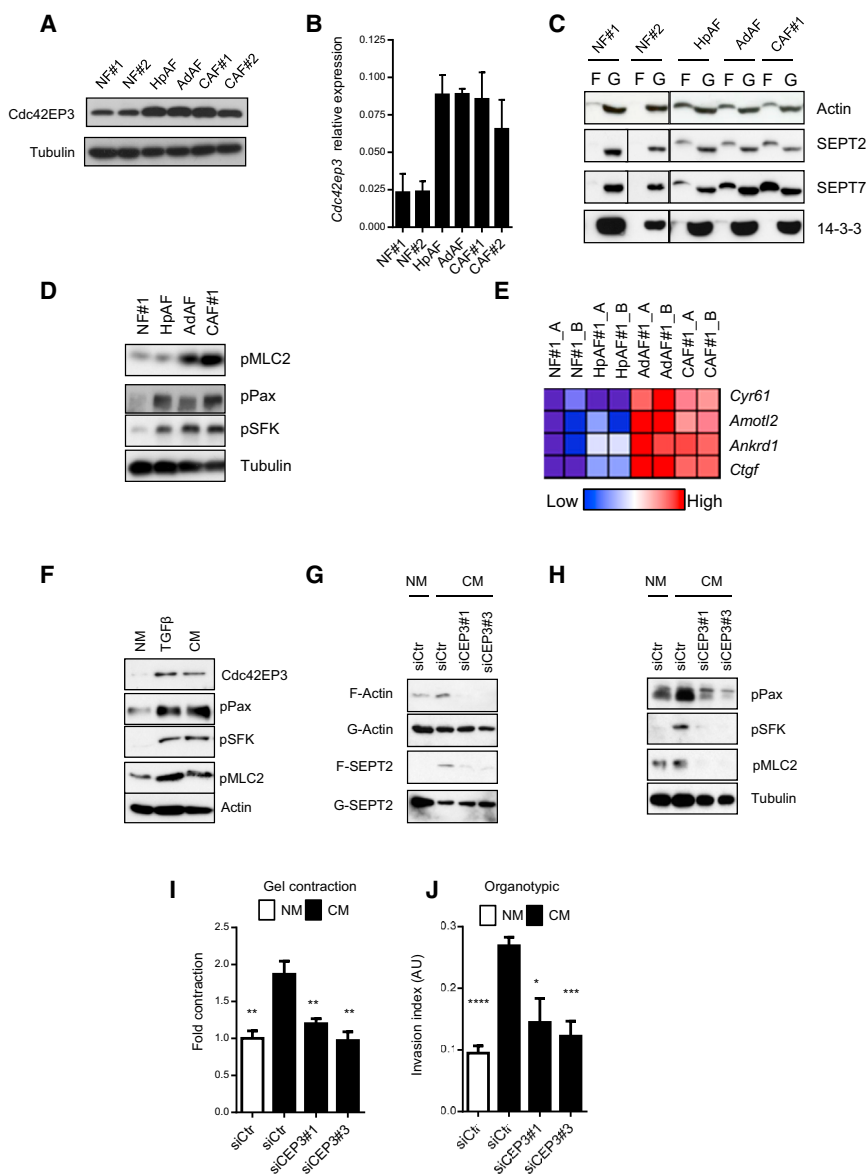 A
NF#1 NF#2 HpAF AdAF CAF#1 CAF#2
Cdc42EP3
Tubulin
B
Cdc42ep3 relative expression
0.125
0.100
0.075
0.050
0.025
0.000
NF#1 NF#2 HpAF AdAF CAF#1 CAF#2
C
NF#1 NF#2 HpAF AdAF CAF#1
F G F G F G F G F G
Actin
SEPT2
SEPT7
14-3-3
D
NF#1 HpAF AdAF CAF#1
pMLC2
pPax
pSFK
Tubulin
E
NF#1_A NF#1_B HpAF#1_A HpAF#1_B AdAF#1_A AdAF#1_B CAF#1_A CAF#1_B
Cyr61
Amotl2
Ankrd1
Ctgf
Low High
F
NM TGFβ CM
Cdc42EP3
pPax
pSFK
pMLC2
Actin
G
NM CM
siCtr siCtr siCEP3#1 siCEP3#3
F-Actin
G-Actin
F-SEPT2
G-SEPT2
H
NM CM
siCtr siCtr siCEP3#1 siCEP3#3
pPax
pSFK
pMLC2
Tubulin
I
Gel contraction
NM CM
Fold contraction
2.5
2.0
1.5
1.0
0.5
0.0
** ** **
siCtr siCtr siCEP3#1 siCEP3#3
J
Organotypic
NM CM
Invasion index (AU)
0.3
0.2
0.1
0.0
**** * ***
siCtr siCtr siCEP3#1 siCEP3#3